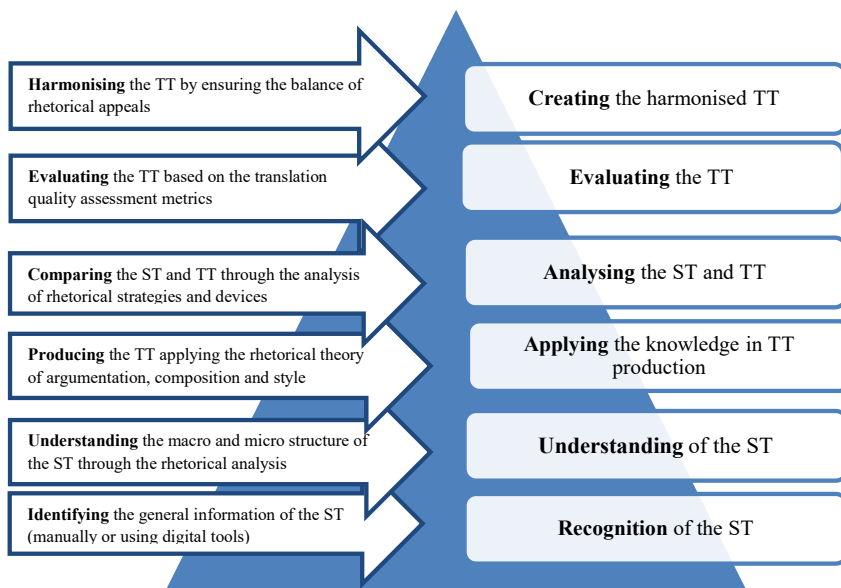 Harmonising the TT by ensuring the balance of
rhetorical appeals
Creating the harmonised TT
Evaluating the TT based on the translation
quality assessment metrics
Evaluating the TT
Comparing the ST and TT through the analysis
of rhetorical strategies and devices
Analysing the ST and TT
Producing the TT applying the rhetorical theory
of argumentation, composition and style
Applying the knowledge in TT
production
Understanding the macro and micro structure of
the ST through the rhetorical analysis
Understanding of the ST
Identifying the general information of the ST
(manually or using digital tools)
Recognition of the ST